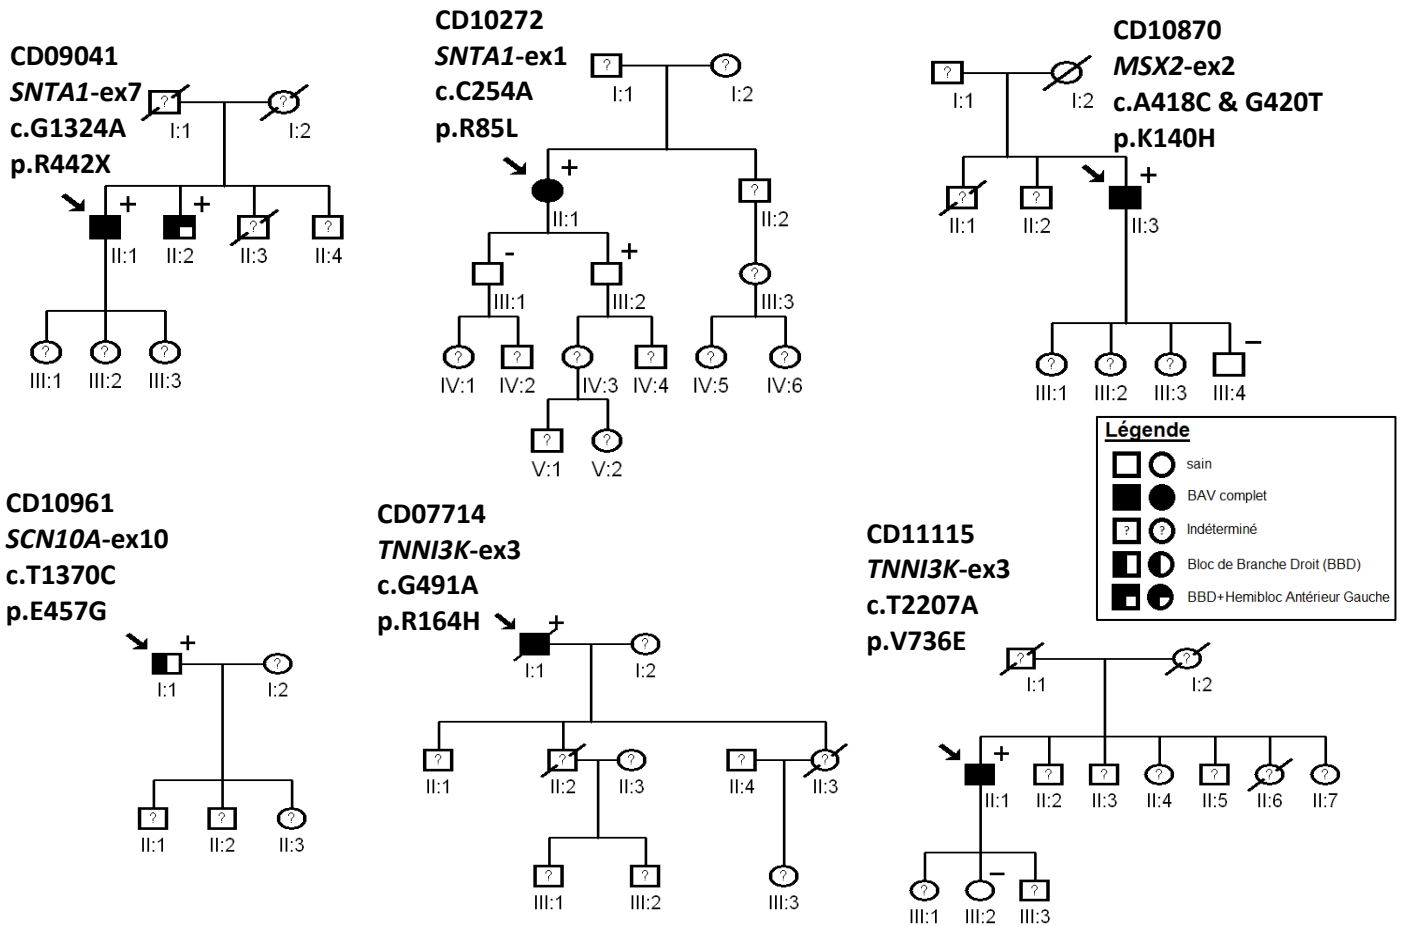 CD09041
SNTA1-ex7
c.G1324A
p.R442X
? ?
I:1 I:2
+ +
? ?
II:1 II:2 II:3 II:4
? ? ?
III:1 III:2 III:3
CD10272
SNTA1-ex1
c.C254A
p.R85L
? ?
I:1 I:2
+
?
II:1 II:2
- +
?
III:1 III:2 III:3
? ? ? ? ? ?
IV:1 IV:2 IV:3 IV:4 IV:5 IV:6
? ?
V:1 V:2
CD10870
MSX2-ex2
c.A418C & G420T
p.K140H
?
I:1 I:2
+
? ?
II:1 II:2 II:3
–
? ? ?
III:1 III:2 III:3 III:4
Légende
sain
BAV complet
? ? Indéterminé
Bloc de Branche Droit (BBD)
BBD+Hemibloc Antérieur Gauche
CD10961
SCN10A-ex10
c.T1370C
p.E457G
+
?
I:1 I:2
? ? ?
II:1 II:2 II:3
CD07714
TNNI3K-ex3
c.G491A
p.R164H
+
?
I:1 I:2
? ? ? ? ?
II:1 II:2 II:3 II:4 II:3
? ? ?
III:1 III:2 III:3
CD11115
TNNI3K-ex3
c.T2207A
p.V736E
? ?
I:1 I:2
+
? ? ? ? ? ?
II:1 II:2 II:3 II:4 II:5 II:6 II:7
–
? ?
III:1 III:2 III:3